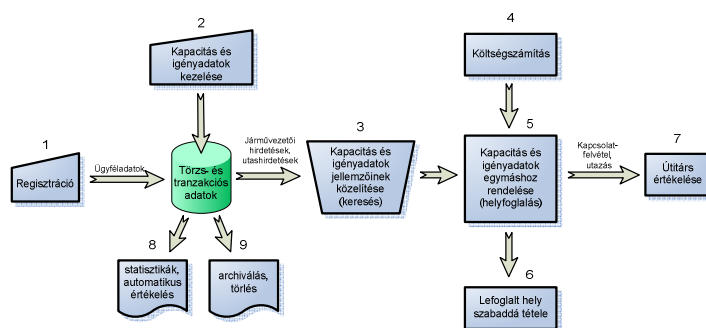 2
Kapacitás és
igényadatok
kezelése
4
Költségszámítás
1
Regisztráció
Ügyféladatok
Törzs- és
tranzakciós
adatok
Járművezetői
hirdetések,
utashirdetések
3
Kapacitás és
igényadatok
jellemzőinek
közelítése
(keresés)
5
Kapacitás és
igényadatok
egymáshoz
rendelése
(helyfoglalás)
Kapcsolat-
felvétel,
utazás
7
Útitárs
értékelése
8
statisztikák,
automatikus
értékelés
9
archiválás,
törlés
6
Lefoglalt hely
szabaddá tétele